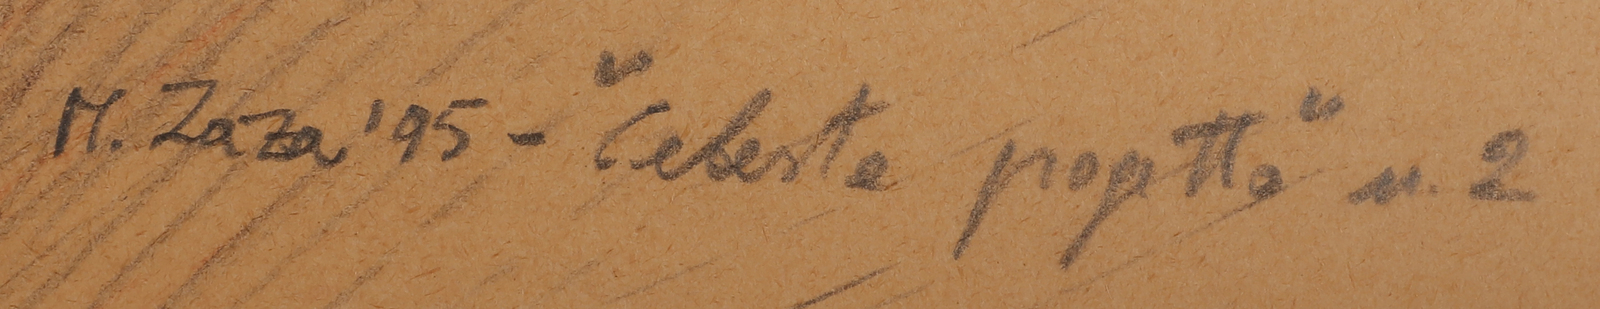 M. Zaza '95 - "Celeste progetto" n. 2